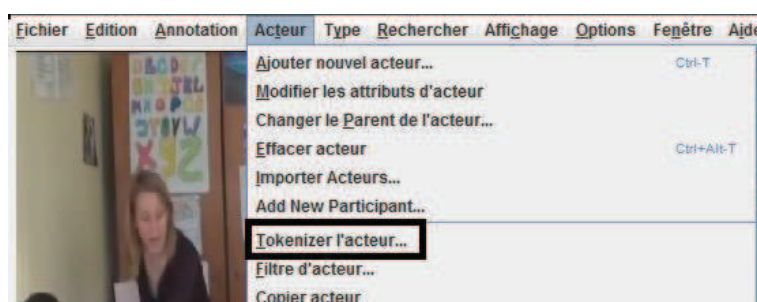 Fichier Edition Annotation Acteur Type Rechercher Affichage Options Fenêtre Aide
Ajouter nouvel acteur... Ctrl-T
Modifier les attributs d'acteur
Changer le Parent de l'acteur...
Effacer acteur Ctrl+Alt-T
Importer Acteurs...
Add New Participant...
Tokenizer l'acteur...
Filtre d'acteur...
Copier acteur